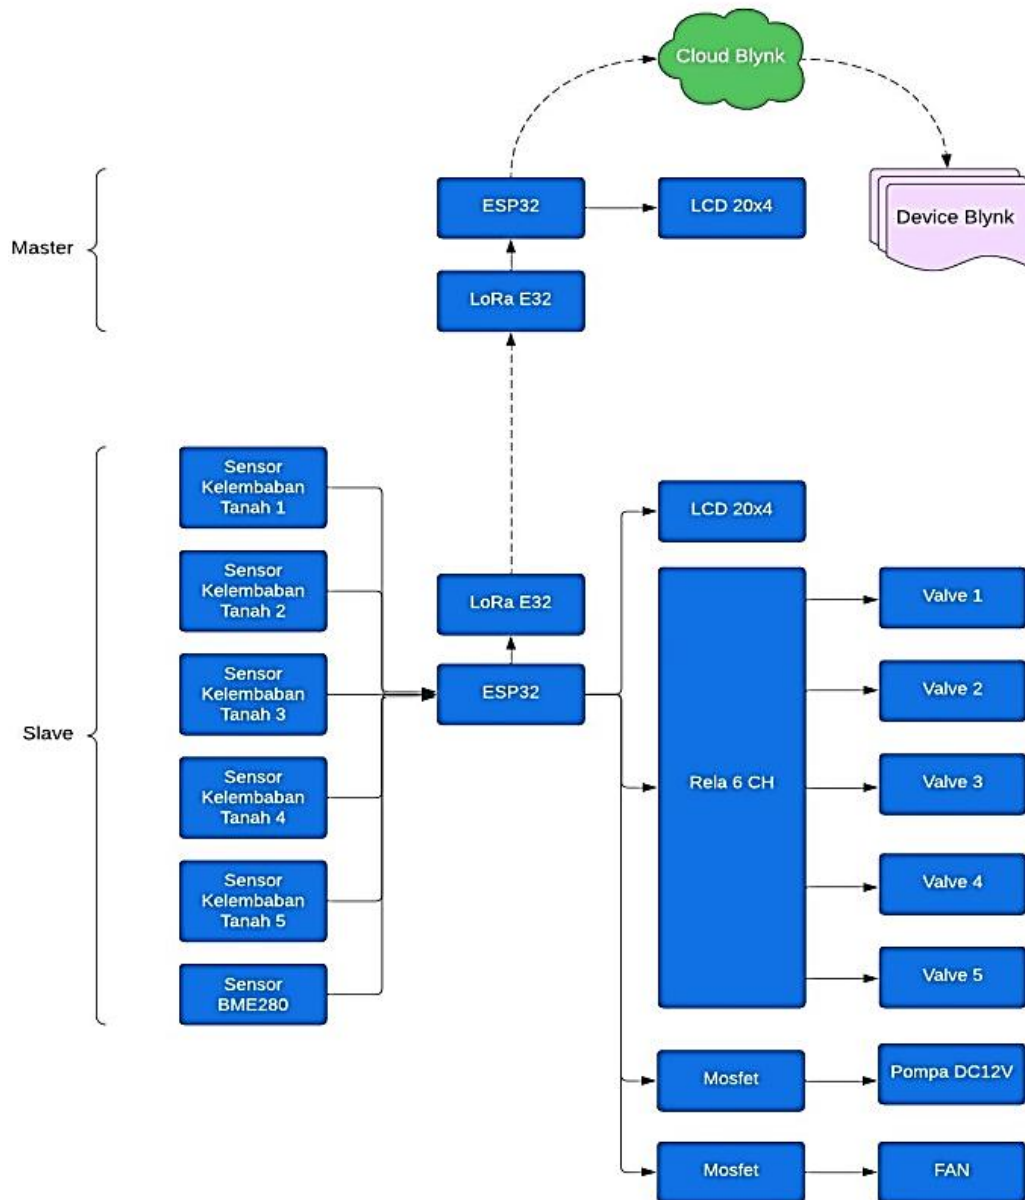 Cloud Blynk
Master
ESP32
LCD 20x4
Device Blynk
LoRa E32
Slave
Sensor
Kelembaban
Tanah 1
Sensor
Kelembaban
Tanah 2
Sensor
Kelembaban
Tanah 3
Sensor
Kelembaban
Tanah 4
Sensor
Kelembaban
Tanah 5
Sensor
BME280
LoRa E32
ESP32
LCD 20x4
Rela 6 CH
Valve 1
Valve 2
Valve 3
Valve 4
Valve 5
Mosfet
Pompa DC12V
Mosfet
FAN